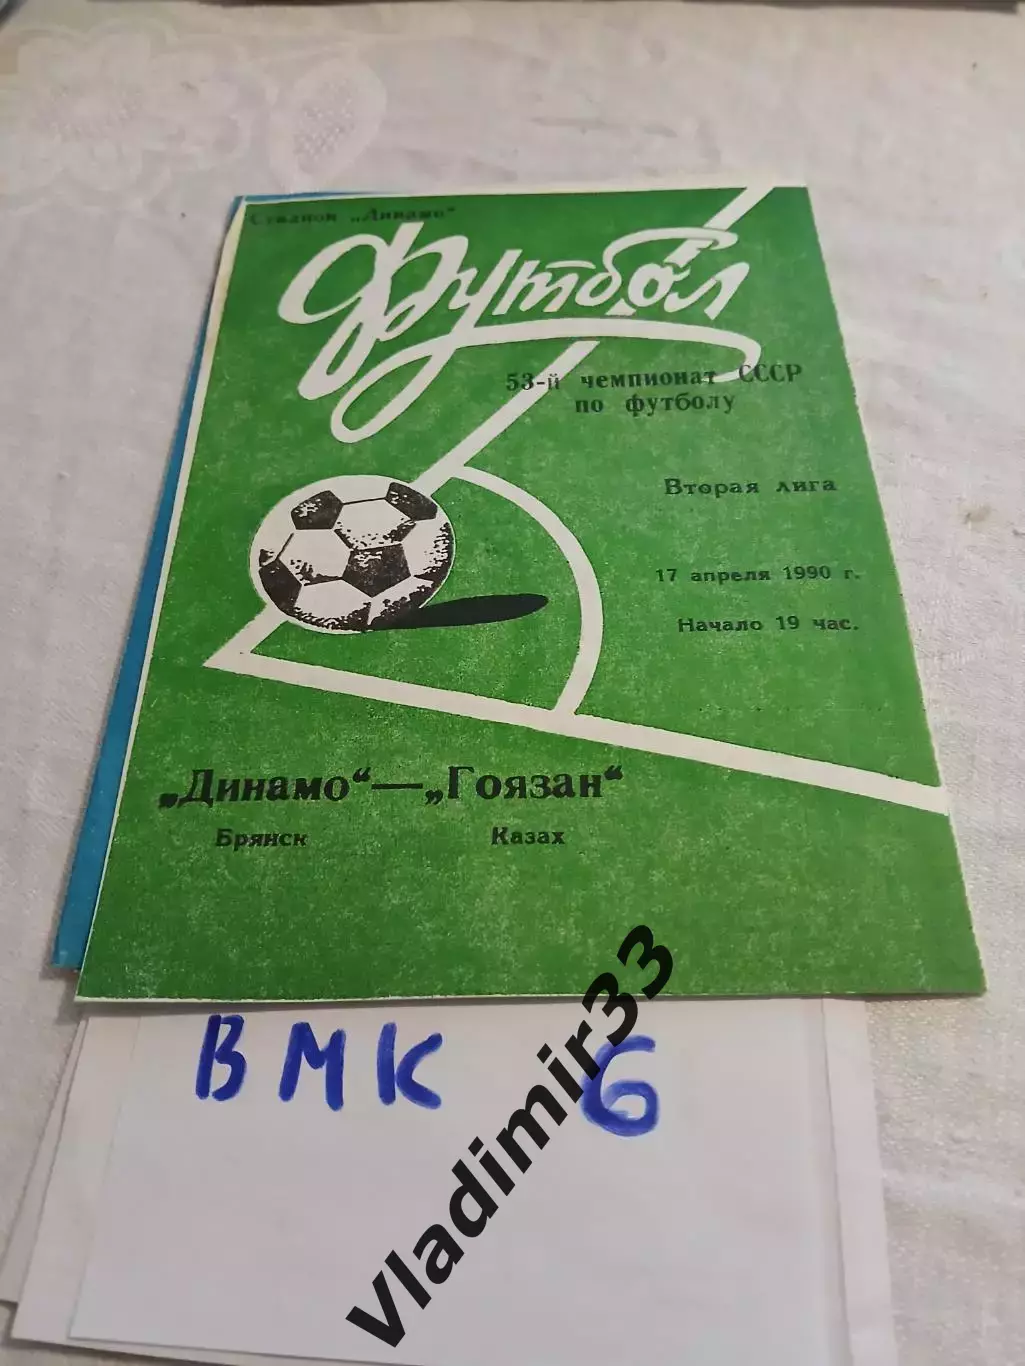 Стадион „Динамо“
Футбол
53-й чемпионат СССР
по футболу
Вторая лига
17 апреля 1990 г.
Начало 19 час.
„Динамо“ — „Гоязан“
Брянск Казах
ВМК 6
Vladimir33